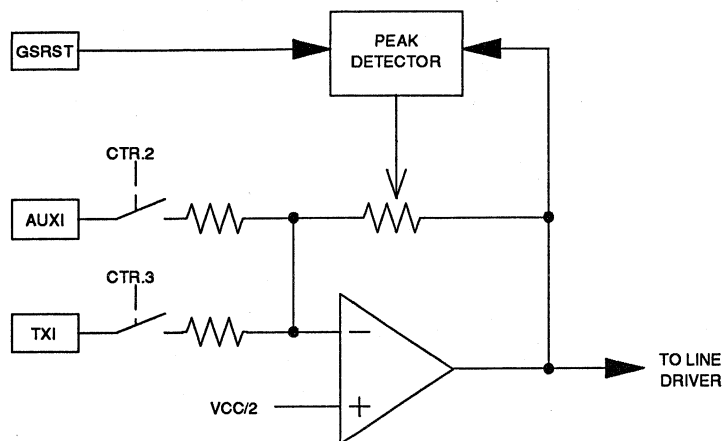 GSRST
PEAK
DETECTOR
CTR.2
AUXI
CTR.3
TXI
−
VCC/2
+
TO LINE
DRIVER